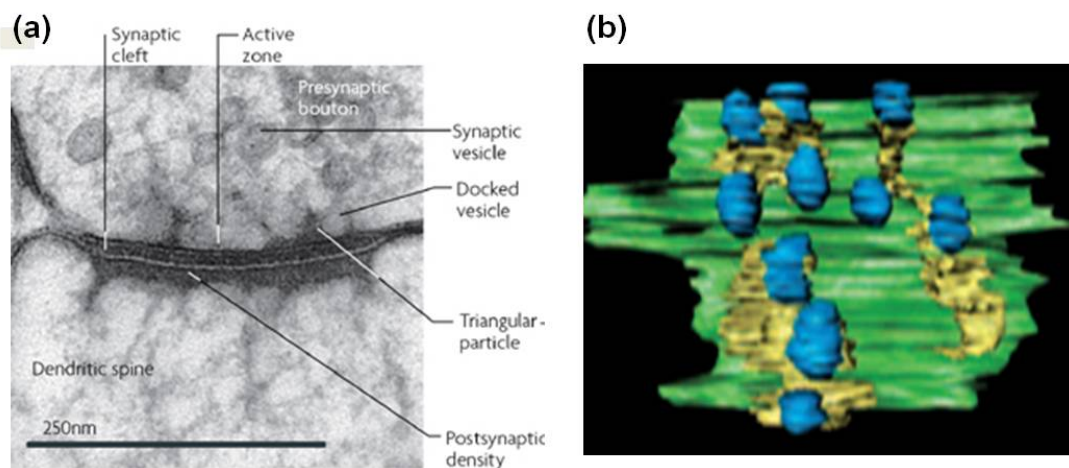 (a)
Synaptic
cleft
Active
zone
Presynaptic
bouton
Synaptic
vesicle
Docked
vesicle
Triangular-
particle
Dendritic spine
250nm
Postsynaptic
density
(b)